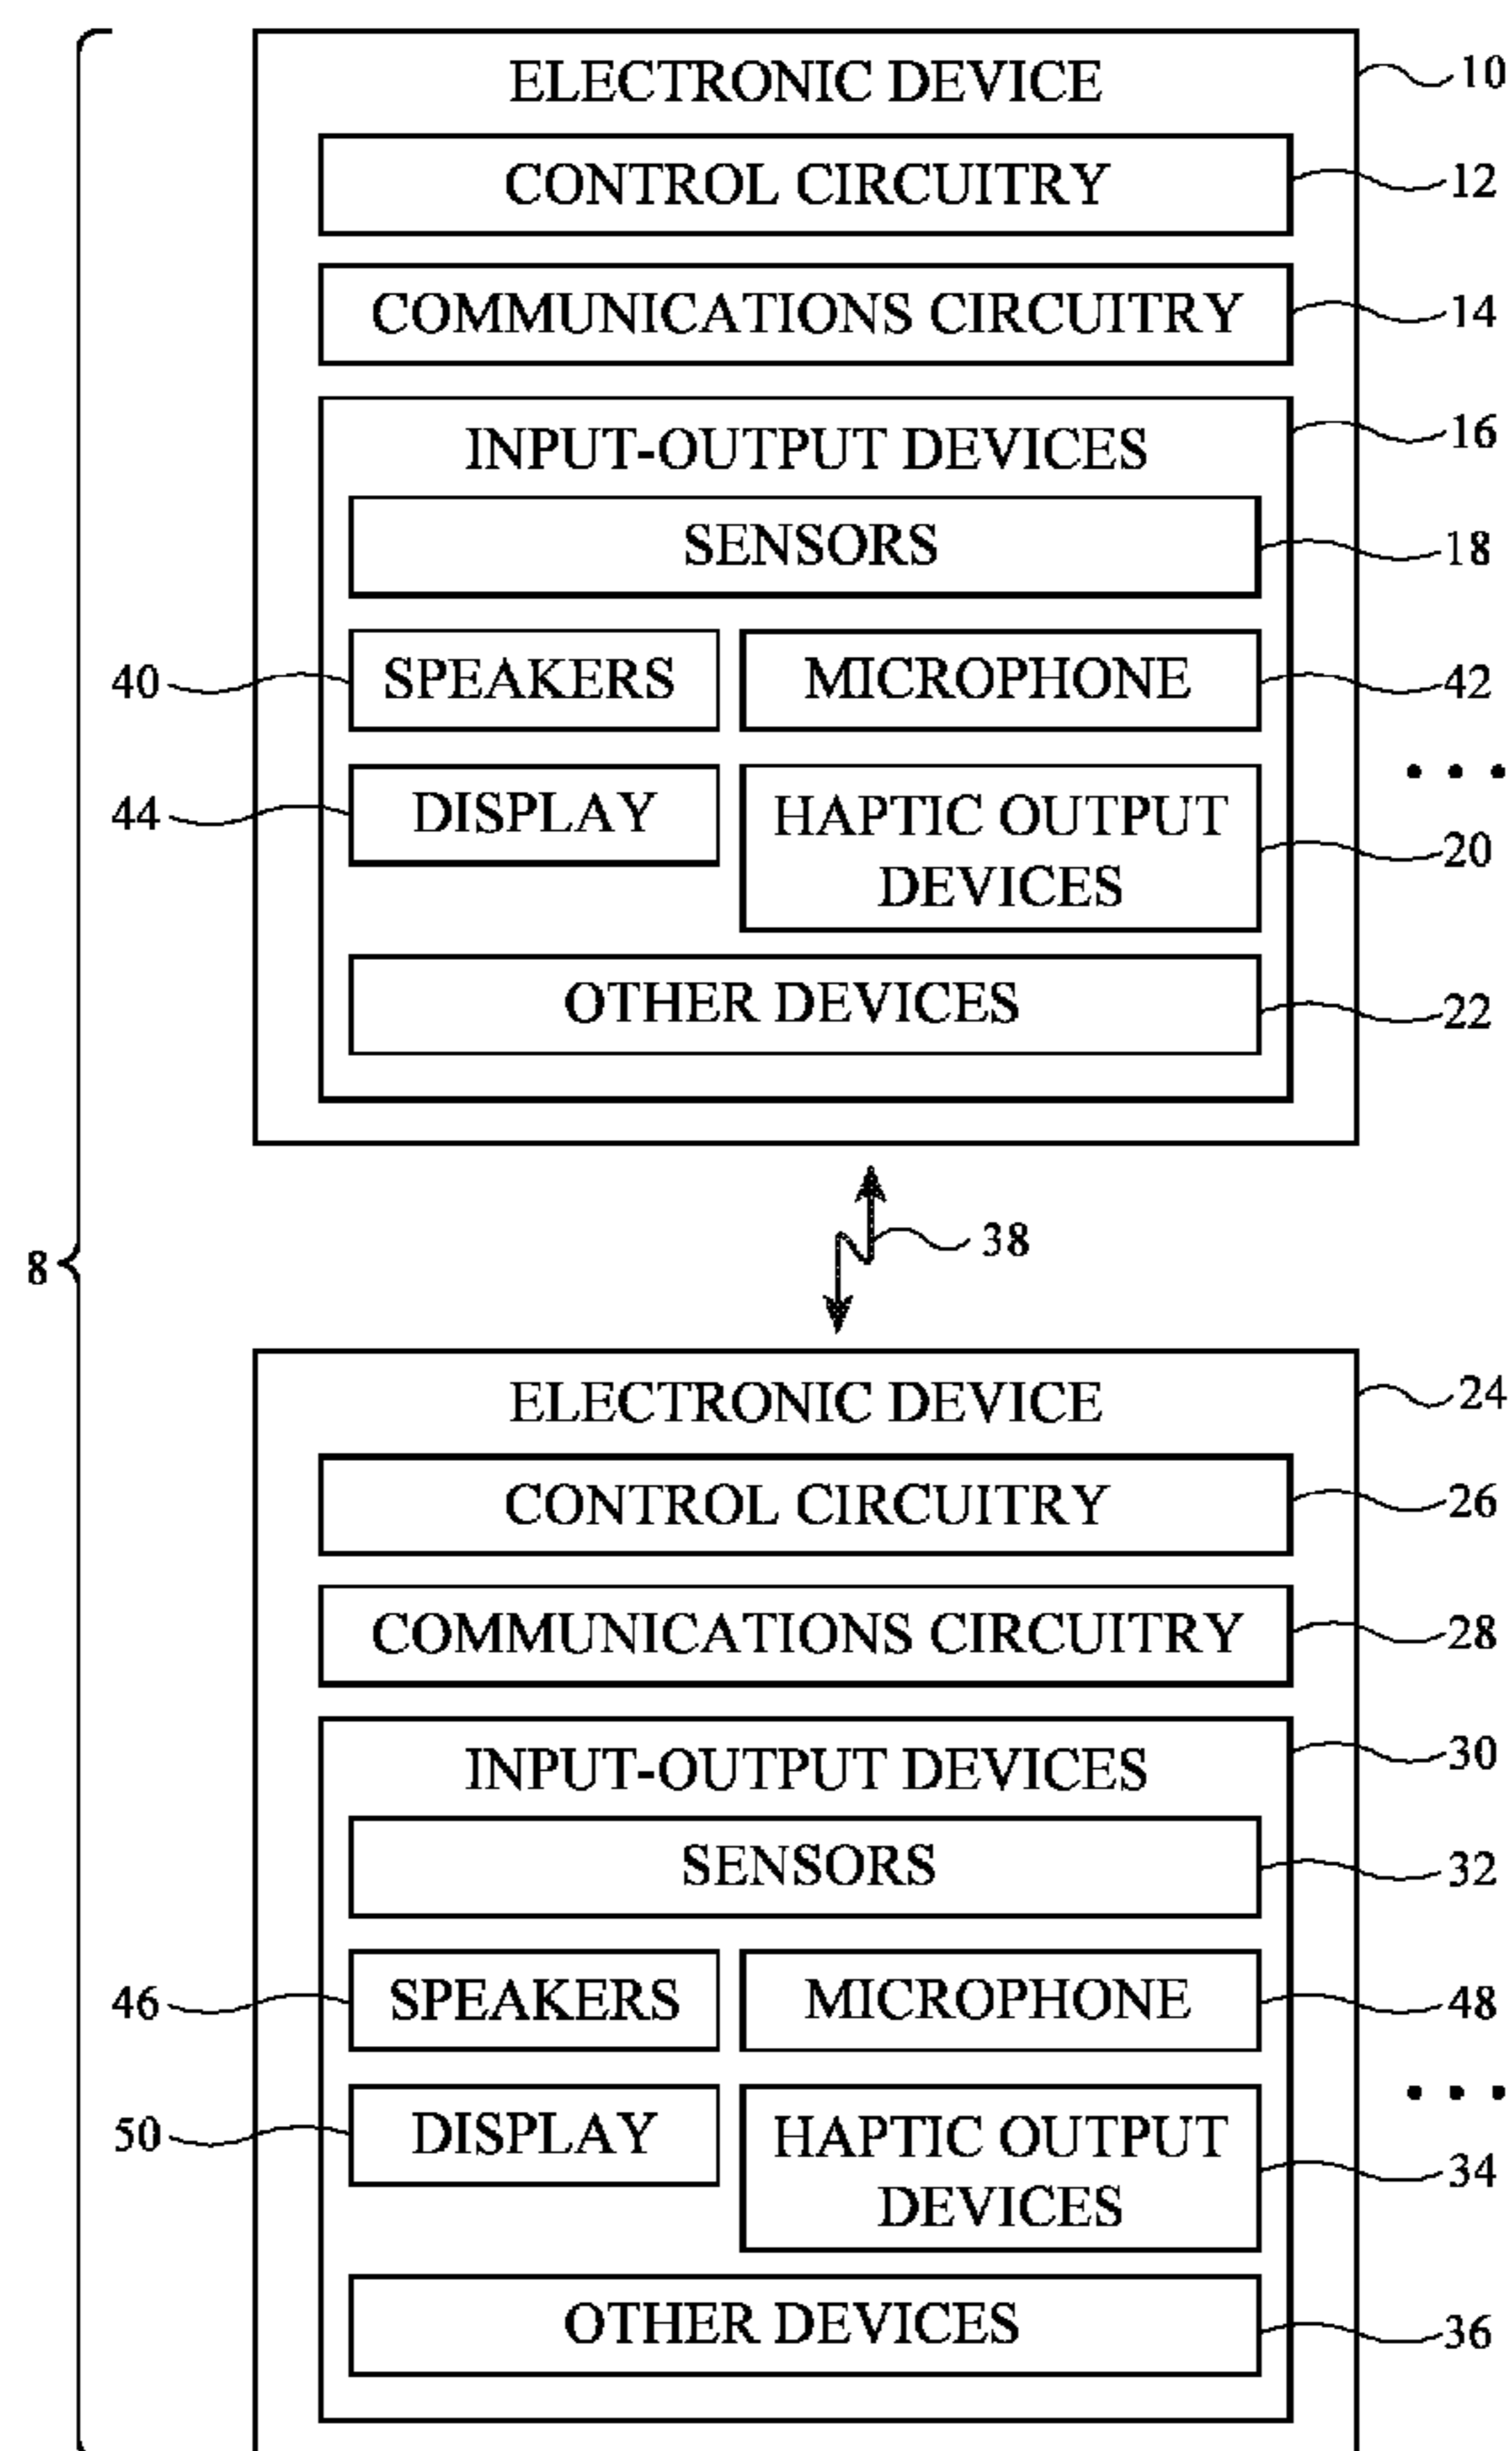 ELECTRONIC DEVICE 10
CONTROL CIRCUITRY 12
COMMUNICATIONS CIRCUITRY 14
INPUT-OUTPUT DEVICES 16
SENSORS 18
40 SPEAKERS MICROPHONE 42
44 DISPLAY HAPTIC OUTPUT DEVICES 20
• • •
OTHER DEVICES 22
8
38
ELECTRONIC DEVICE 24
CONTROL CIRCUITRY 26
COMMUNICATIONS CIRCUITRY 28
INPUT-OUTPUT DEVICES 30
SENSORS 32
46 SPEAKERS MICROPHONE 48
50 DISPLAY HAPTIC OUTPUT DEVICES 34
• • •
OTHER DEVICES 36